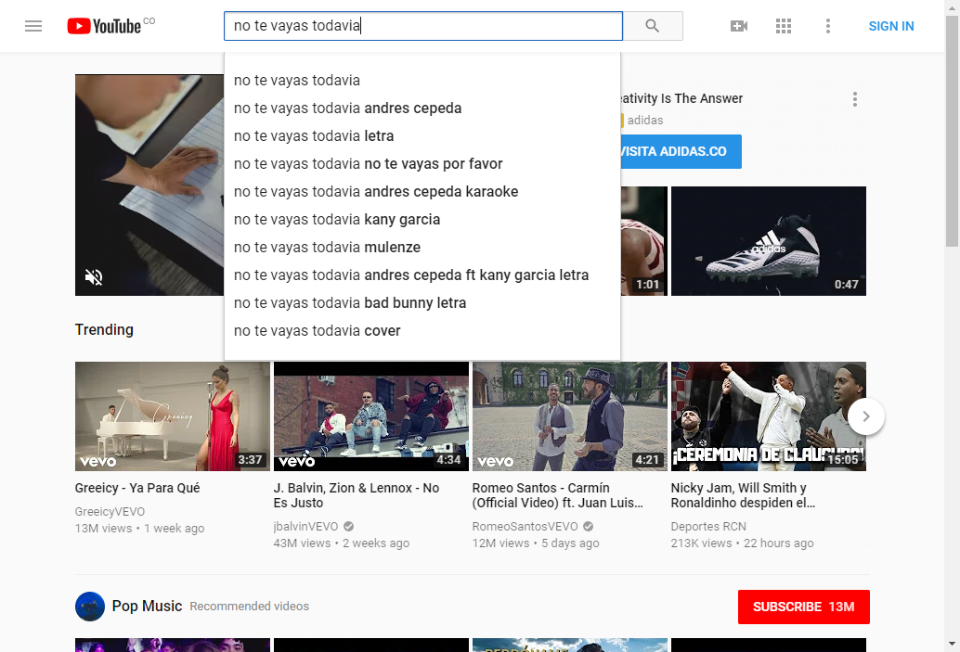 YouTube CO
no te vayas todavia
SIGN IN
no te vayas todavia
no te vayas todavia andres cepeda
no te vayas todavia letra
no te vayas todavia no te vayas por favor
no te vayas todavia andres cepeda karaoke
no te vayas todavia kany garcia
no te vayas todavia mulenze
no te vayas todavia andres cepeda ft kany garcia letra
no te vayas todavia bad bunny letra
no te vayas todavia cover
Is The Answer
adidas
VISITA ADIDAS.CO
adidas
1:01
0:47
Trending
Greeicy
vevo
3:37
vevo
4:34
vevo
4:21
¡CEREMONIA DE
15:05
Greeicy - Ya Para Qué
GreeicyVEVO
13M views • 1 week ago
J. Balvin, Zion & Lennox - No
Es Justo
jbalvinVEVO
43M views • 2 weeks ago
Romeo Santos - Carmín
(Official Video) ft. Juan Luis...
RomeoSantosVEVO
12M views • 5 days ago
Nicky Jam, Will Smith y
Ronaldinho despiden el...
Deportes RCN
213K views • 22 hours ago
Pop Music Recommended videos
SUBSCRIBE 13M